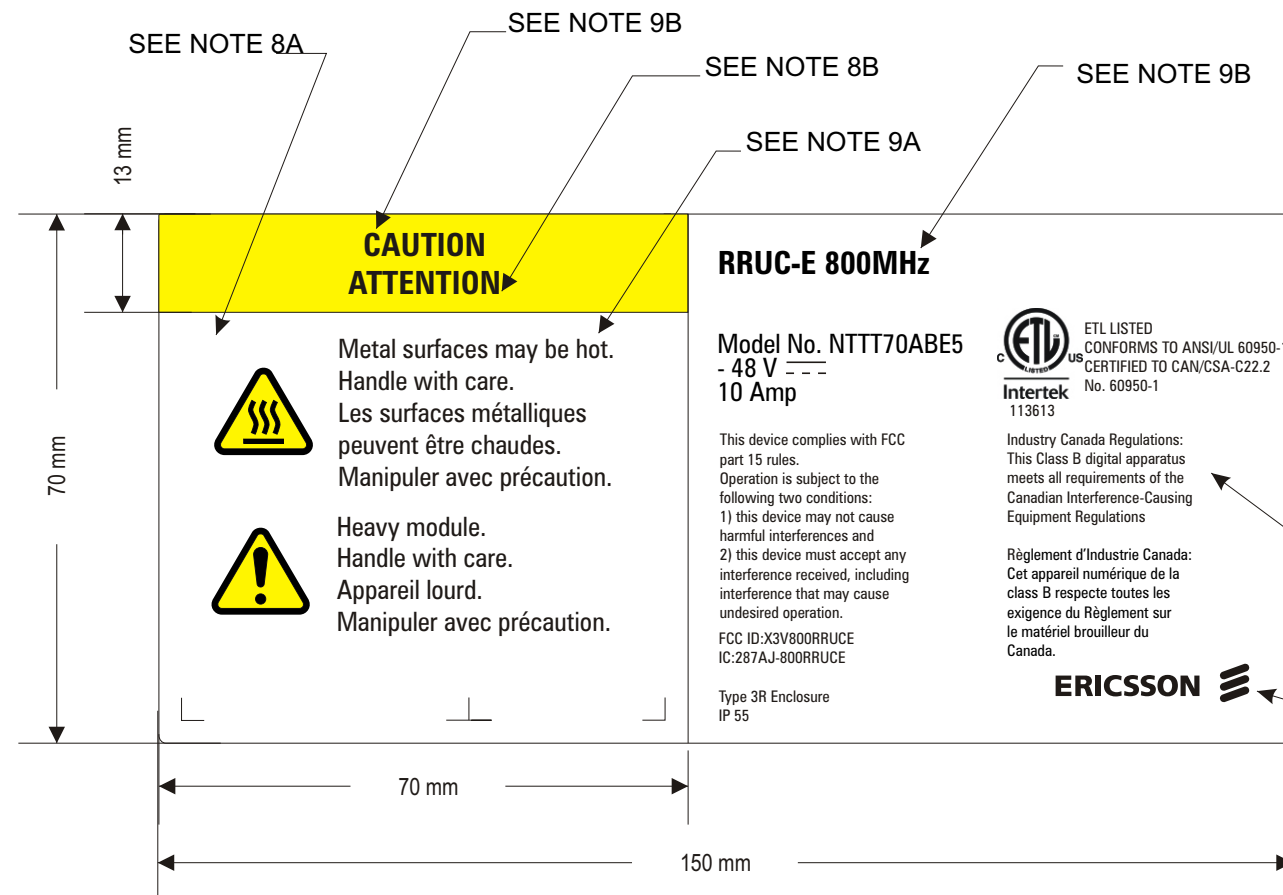 SEE NOTE 8A
SEE NOTE 9B
SEE NOTE 8B
SEE NOTE 9A
SEE NOTE 9B
13 mm
70 mm
CAUTION
ATTENTION
Metal surfaces may be hot.
Handle with care.
Les surfaces métalliques
peuvent être chaudes.
Manipuler avec précaution.
Heavy module.
Handle with care.
Appareil lourd.
Manipuler avec précaution.
RRUC-E 800MHz
Model No. NTTT70ABE5
- 48 V
10 Amp
This device complies with FCC
part 15 rules.
Operation is subject to the
following two conditions:
1) this device may not cause
harmful interferences and
2) this device must accept any
interference received, including
interference that may cause
undesired operation.
FCC ID:X3V800RRUCE
IC:287AJ-800RRUCE
Type 3R Enclosure
IP 55
C ETL US
LISTED
Intertek
113613
ETL LISTED
CONFORMS TO ANSI/UL 60950-1
CERTIFIED TO CAN/CSA-C22.2
No. 60950-1
Industry Canada Regulations:
This Class B digital apparatus
meets all requirements of the
Canadian Interference-Causing
Equipment Regulations
Règlement d'Industrie Canada:
Cet appareil numérique de la
class B respecte toutes les
exigence du Règlement sur
le matériel brouilleur du
Canada.
ERICSSON
70 mm
150 mm